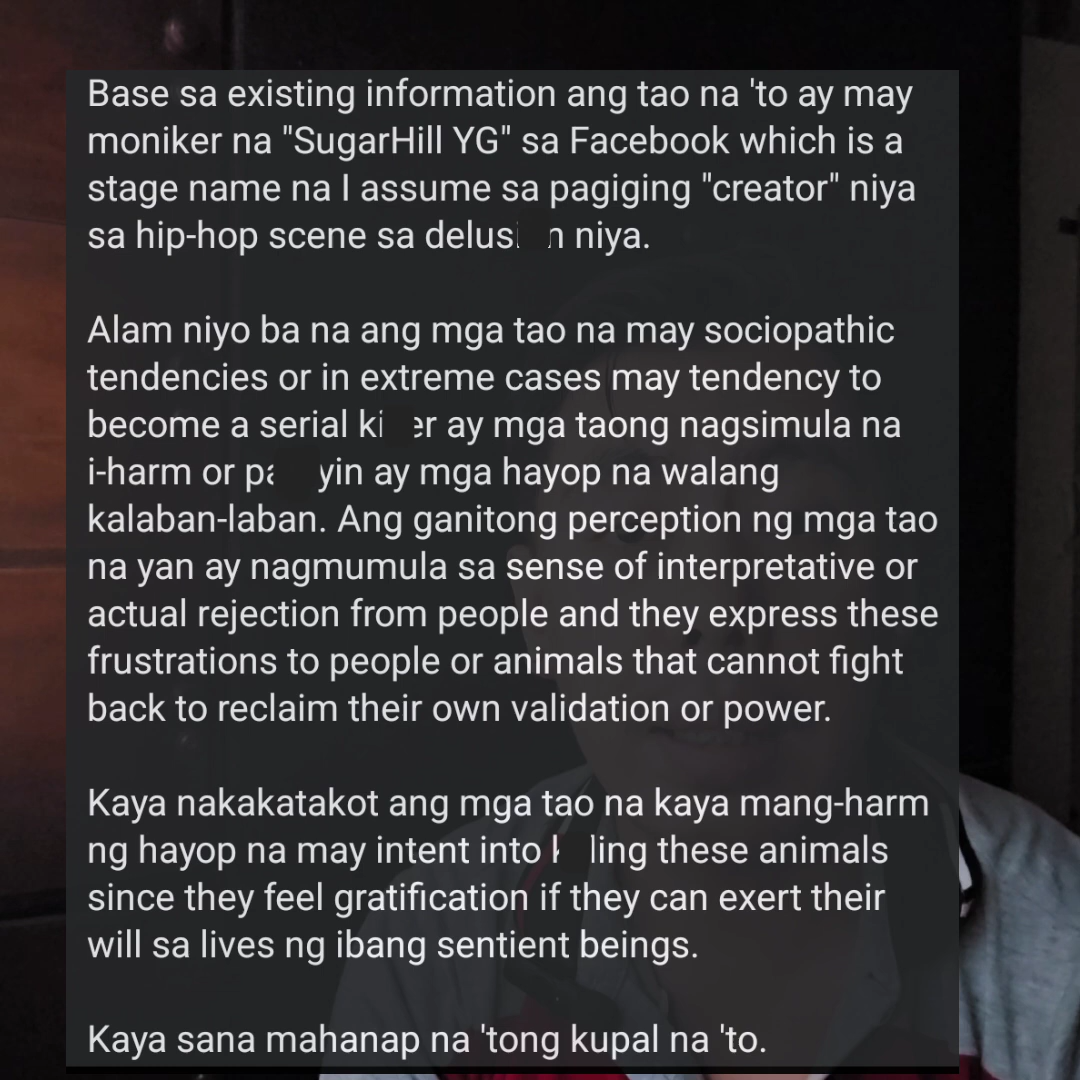 Base sa existing information ang tao na 'to ay may
moniker na "SugarHill YG" sa Facebook which is a
stage name na I assume sa pagiging "creator" niya
sa hip-hop scene sa delusi n niya.
Alam niyo ba na ang mga tao na may sociopathic
tendencies or in extreme cases may tendency to
become a serial ki er ay mga taong nagsimula na
i-harm or pa yin ay mga hayop na walang
kalaban-laban. Ang ganitong perception ng mga tao
na yan ay nagmumula sa sense of interpretative or
actual rejection from people and they express these
frustrations to people or animals that cannot fight
back to reclaim their own validation or power.
Kaya nakakatakot ang mga tao na kaya mang-harm
ng hayop na may intent into k ling these animals
since they feel gratification if they can exert their
will sa lives ng ibang sentient beings.
Kaya sana mahanap na 'tong kupal na 'to.